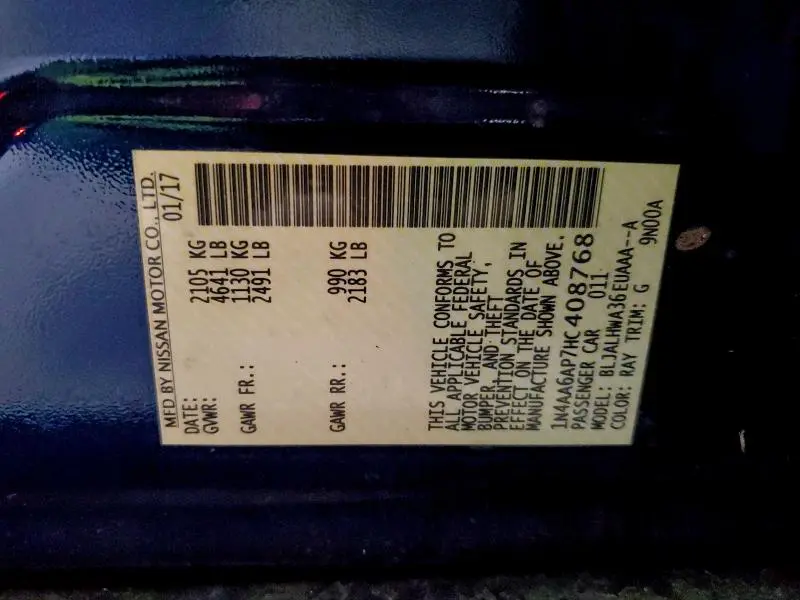 MFD BY NISSAN MOTOR CO., LTD.
DATE: 01/17
GVWR: 2105 KG
4641 LB
GAWR FR.: 1130 KG
2491 LB
GAWR RR.: 990 KG
2183 LB
THIS VEHICLE CONFORMS TO
ALL APPLICABLE FEDERAL
MOTOR VEHICLE SAFETY,
BUMPER, AND THEFT
PREVENTION STANDARDS IN
EFFECT ON THE DATE OF
MANUFACTURE SHOWN ABOVE.
1N4AA6AP7HC408768
PASSENGER CAR 011
MODEL: BLJALHWA36EUAAA--A
COLOR: RAY TRIM: G 9N00A